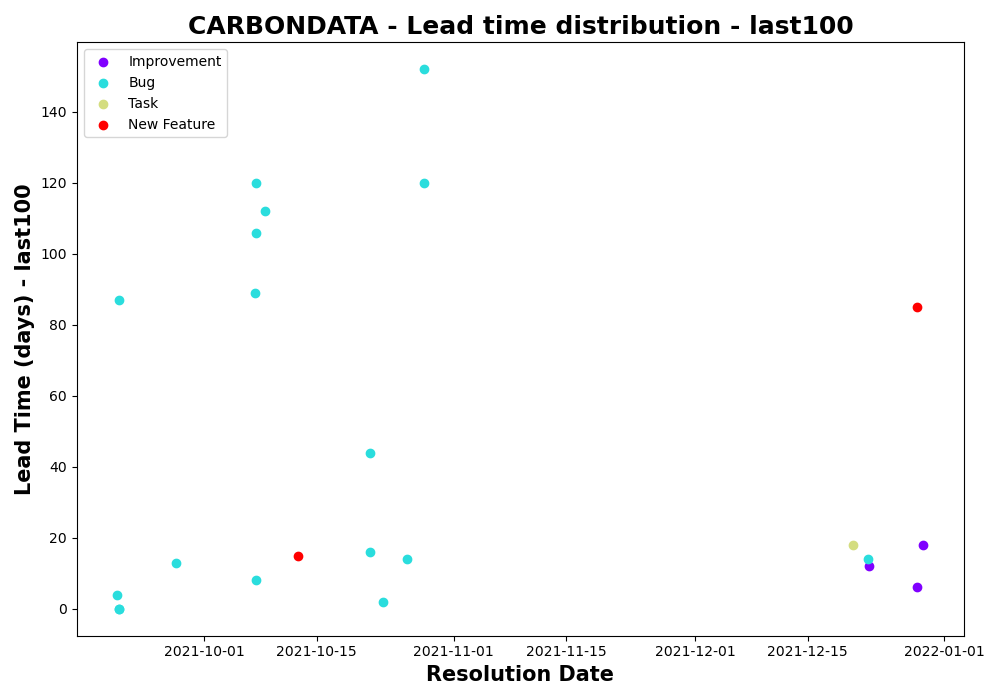 CARBONDATA - Lead time distribution - last100
Improvement
Bug
Task
New Feature
Lead Time (days) - last100
140
120
100
80
60
40
20
0
2021-10-01
2021-10-15
2021-11-01
2021-11-15
2021-12-01
2021-12-15
2022-01-01
Resolution Date